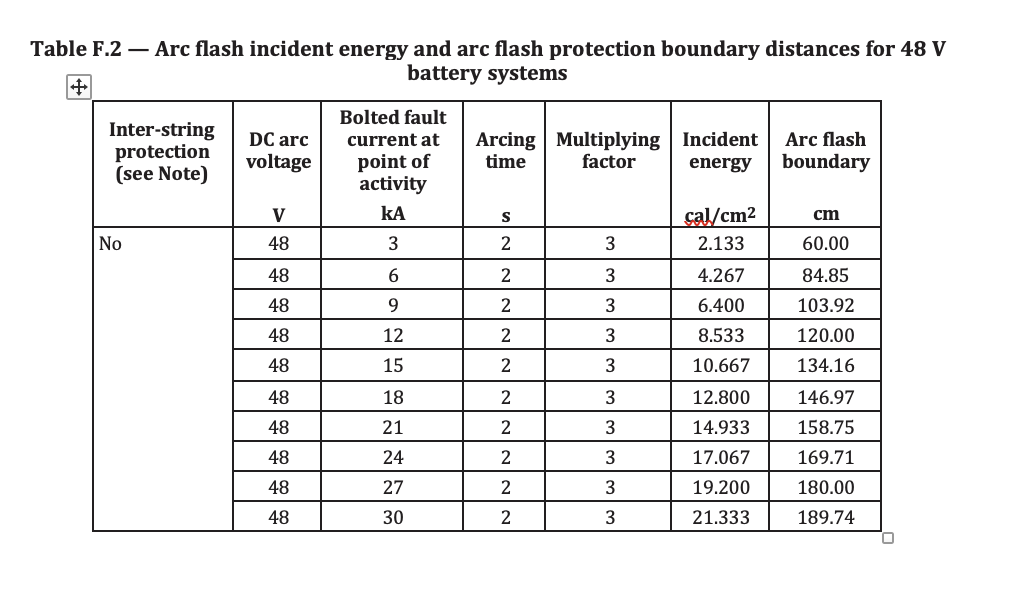 Table F.2 — Arc flash incident energy and arc flash protection boundary distances for 48 V
battery systems
Inter-string protection (see Note) DC arc voltage V Bolted fault current at point of activity kA Arcing time s Multiplying factor Incident energy cal/cm² Arc flash boundary cm
No 48 3 2 3 2.133 60.00
48 6 2 3 4.267 84.85
48 9 2 3 6.400 103.92
48 12 2 3 8.533 120.00
48 15 2 3 10.667 134.16
48 18 2 3 12.800 146.97
48 21 2 3 14.933 158.75
48 24 2 3 17.067 169.71
48 27 2 3 19.200 180.00
48 30 2 3 21.333 189.74